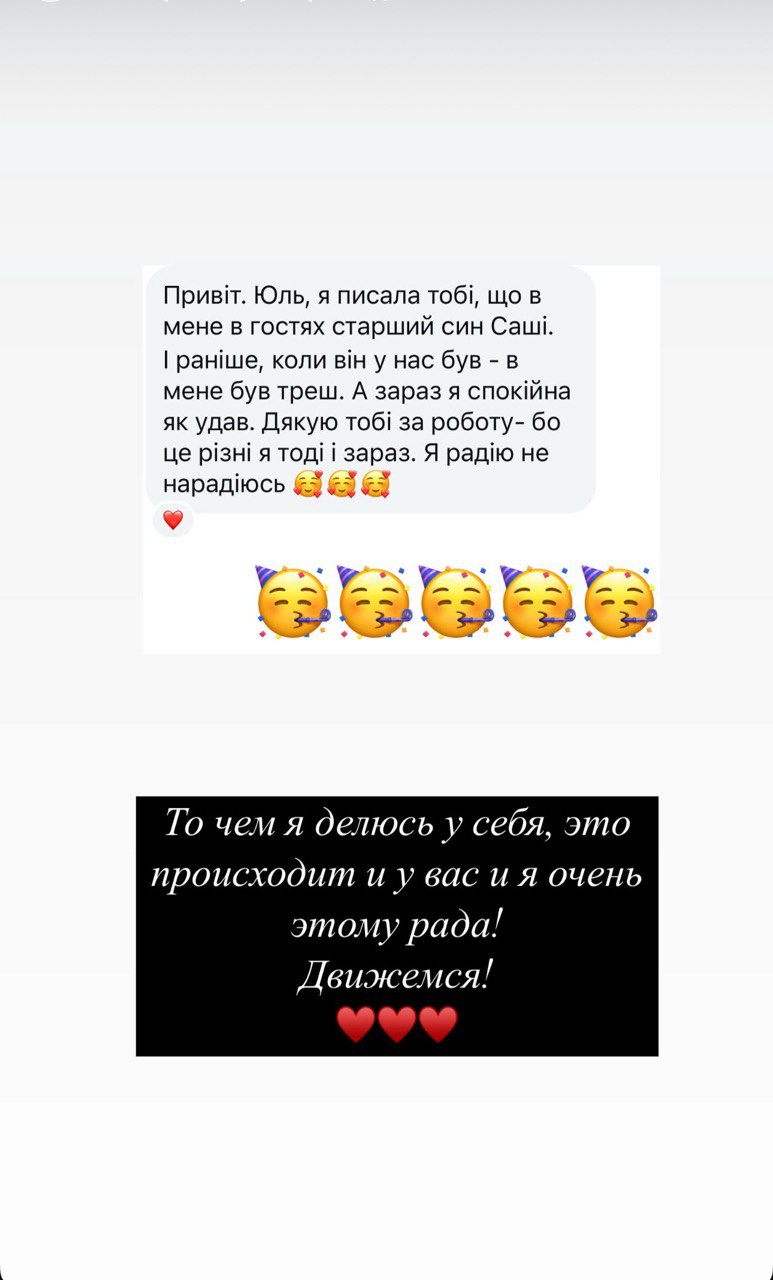 Привіт. Юль, я писала тобі, що в
мене в гостях старший син Саші.
І раніше, коли він у нас був - в
мене був треш. А зараз я спокійна
як удав. Дякую тобі за роботу- бо
це різні я тоді і зараз. Я радію не
нарадіюсь 🥰🥰🥰
❤️
🥳🥳🥳🥳🥳
То чем я делюсь у себя, это
происходит и у вас и я очень
этому рада!
Движемся!
♥️♥️♥️